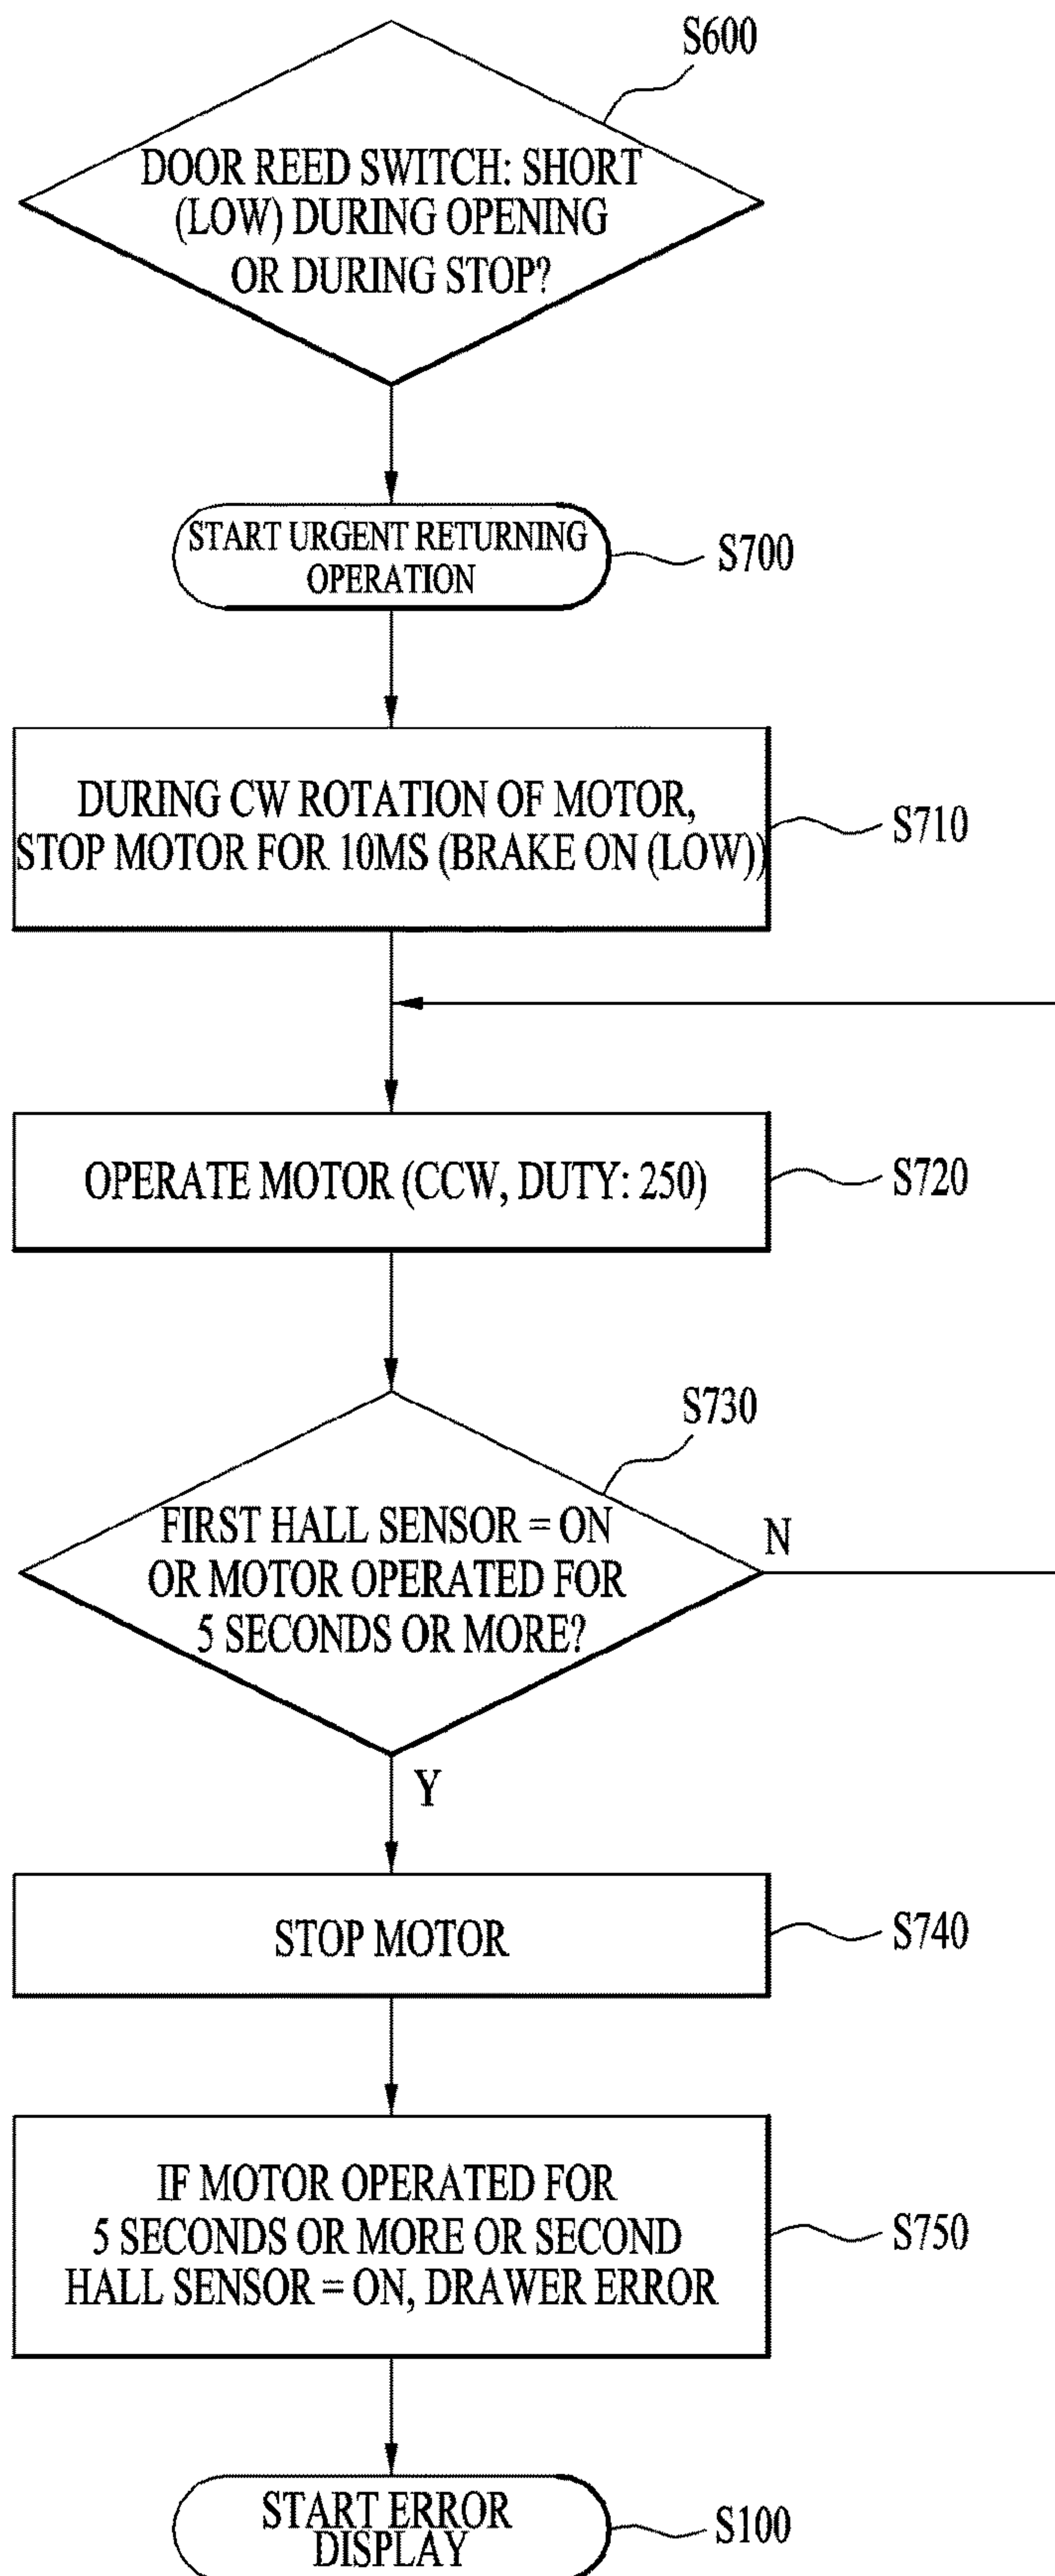 S600
DOOR REED SWITCH: SHORT
(LOW) DURING OPENING
OR DURING STOP?
START URGENT RETURNING
OPERATION
S700
DURING CW ROTATION OF MOTOR,
STOP MOTOR FOR 10MS (BRAKE ON (LOW))
S710
OPERATE MOTOR (CCW, DUTY: 250)
S720
S730
FIRST HALL SENSOR = ON
OR MOTOR OPERATED FOR
5 SECONDS OR MORE?
N
Y
STOP MOTOR
S740
IF MOTOR OPERATED FOR
5 SECONDS OR MORE OR SECOND
HALL SENSOR = ON, DRAWER ERROR
S750
START ERROR
DISPLAY
S100